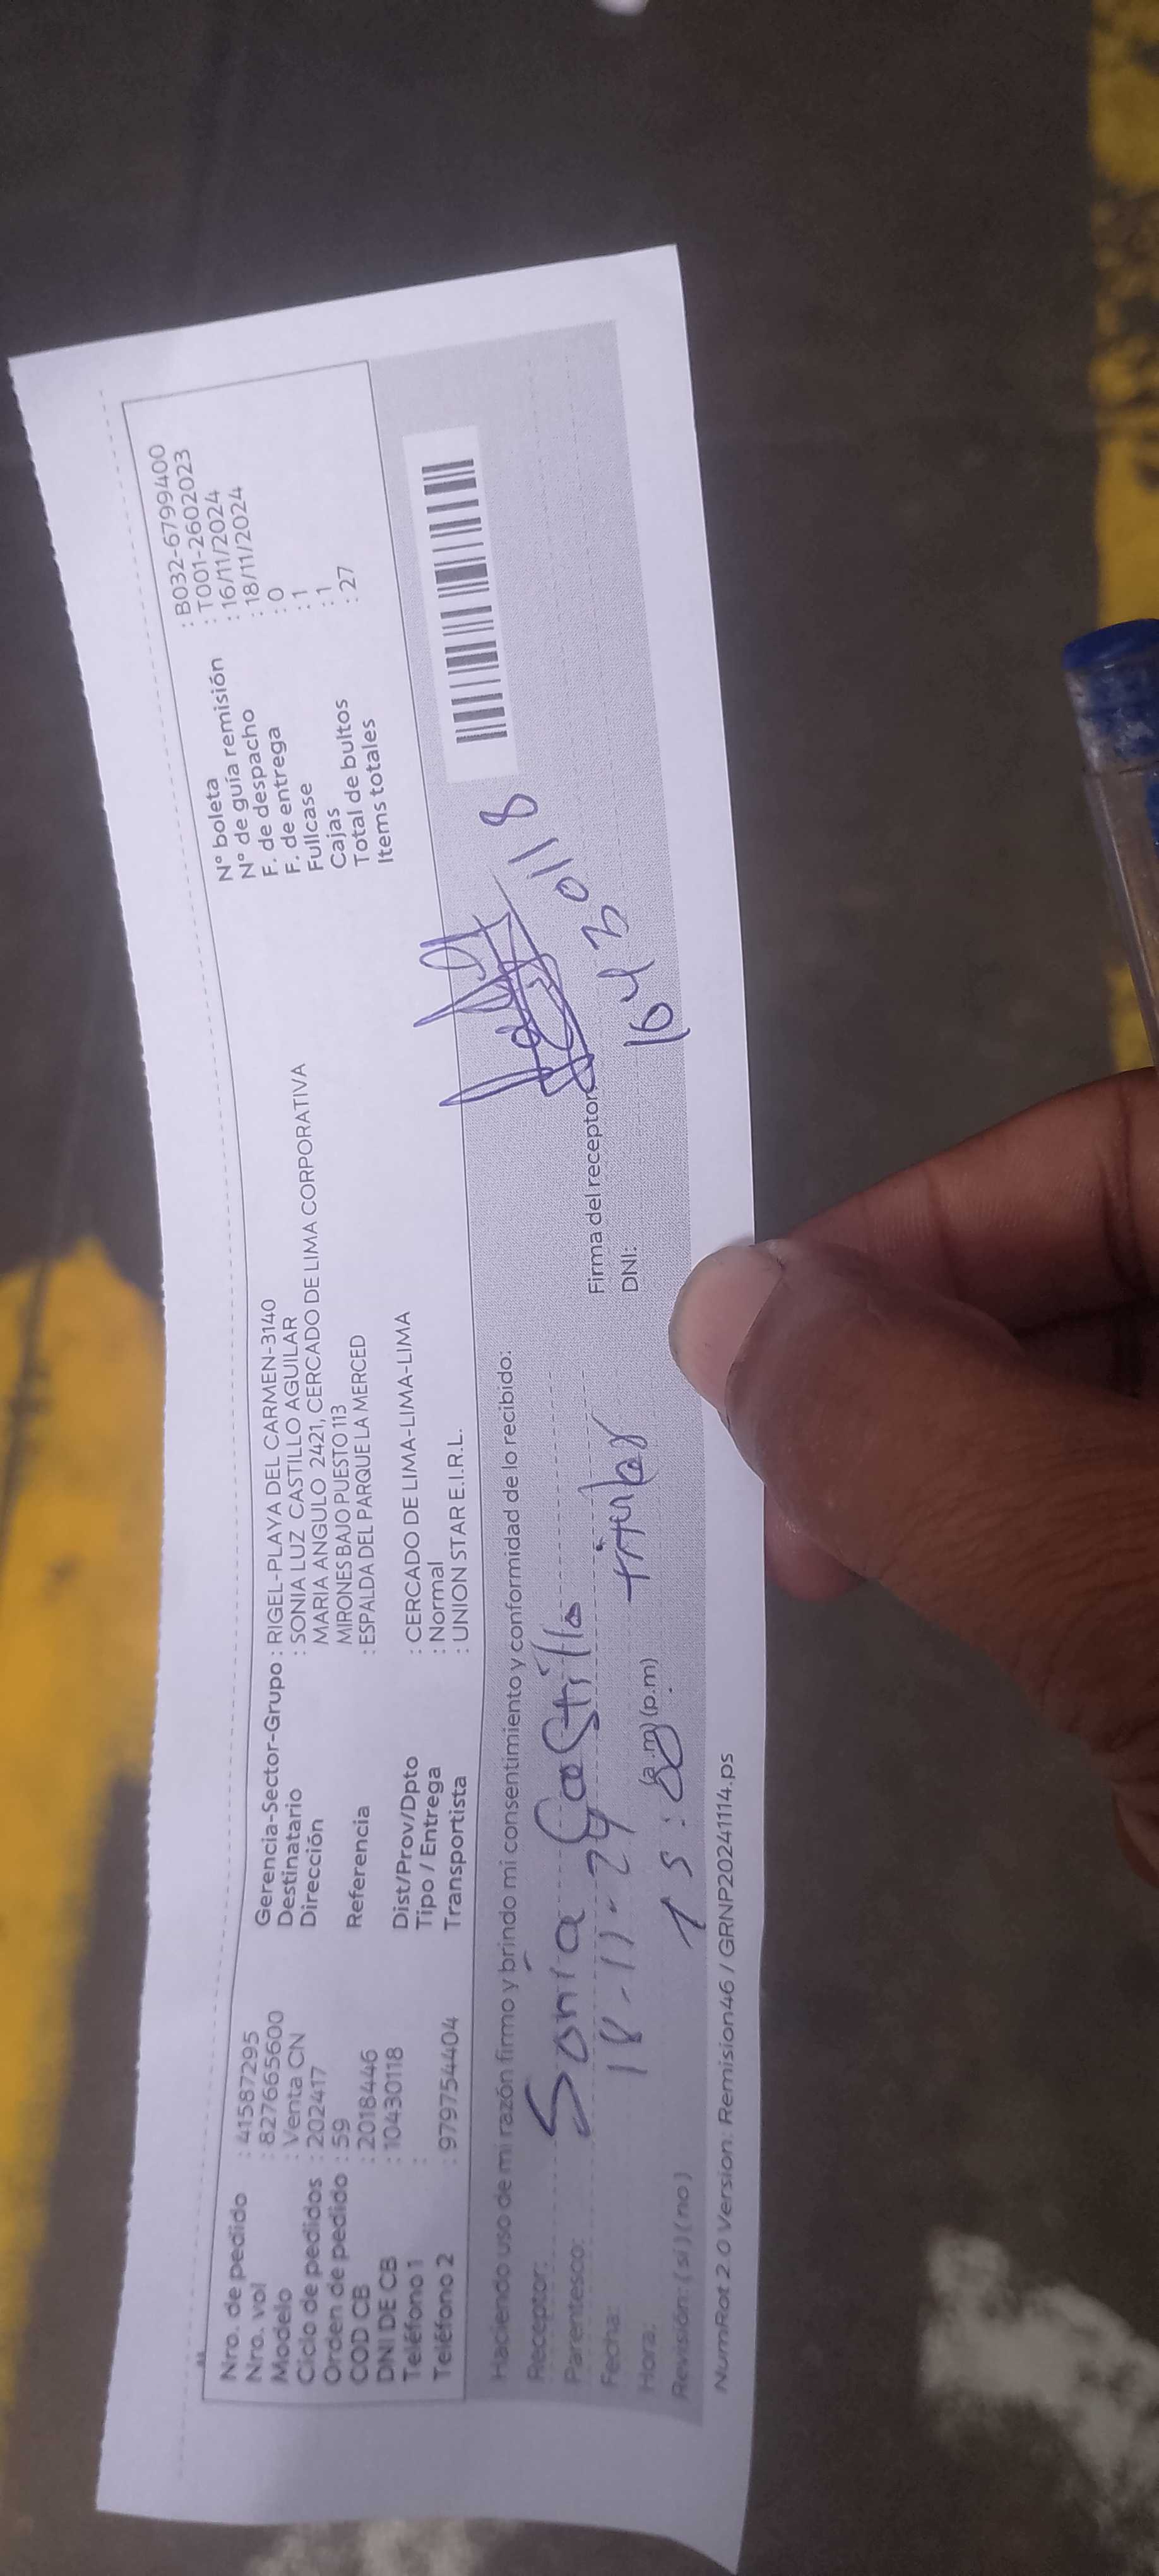 Nro. de pedido : 41587295
Nro. vol : 827665600
Modelo : Venta CN
Ciclo de pedidos : 202417
Orden de pedido : 59
COD CB : 2018446
DNI DE CB : 10430118
Teléfono 1 :
Teléfono 2 : 979754404
Gerencia-Sector-Grupo : RIGEL-PLAYA DEL CARMEN-3140
Destinatario : SONIA LUZ CASTILLO AGUILAR
Dirección MARIA ANGULO 2421, CERCADO DE LIMA CORPORATIVA
MIRONES BAJO PUESTO 113
Referencia : ESPALDA DEL PARQUE LA MERCED
Dist/Prov/Dpto : CERCADO DE LIMA-LIMA-LIMA
Tipo / Entrega : Normal
Transportista : UNION STAR E.I.R.L.
N° boleta : B032-6799400
N° de guía remisión : T001-2602023
F. de despacho : 16/11/2024
F. de entrega : 18/11/2024
Fullcase : 0
Cajas : 1
Total de bultos : 1
Items totales : 27
Haciendo uso de mi razón firmo y brindo mi consentimiento y conformidad de lo recibido:
Receptor: Sonia Castillo
Parentesco: titular
Fecha: 18-11-24
Hora: 15: (a.m) (p.m)
Revisión: (si) (no)
Firma del receptor
DNI: 10430118
NumRot 2.0 Version: Remision46 / GRNP20241114.ps